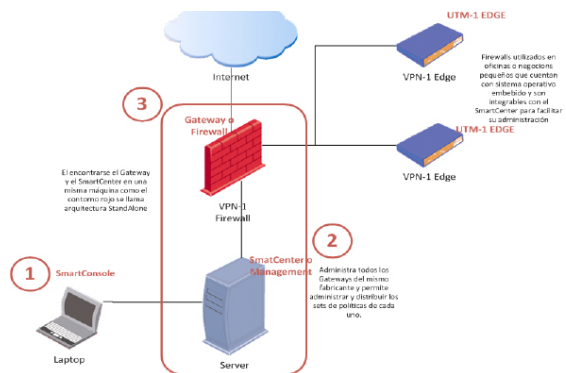 UTM-1 EDGE
Internet
VPN-1 Edge
Firewalls utilizados en
oficinas o negocions
pequeños que cuentan
con sistema operativo
embebido y son
integrables con el
SmartCenter para facilitar
su administración
3
Gateway o
Firewall
UTM-1 EDGE
VPN-1 Edge
El encontrarse el Gateway
y el SmartCenter en una
misma máquina como el
contorno rojo se llama
arquitectura StandAlone
VPN-1
Firewall
2
SmatCenter o
Management
Administra todos los
Gateways del mismo
fabricante y permite
administrar y distribuir los
sets de políticas de cada
uno.
1
SmartConsole
Laptop
Server